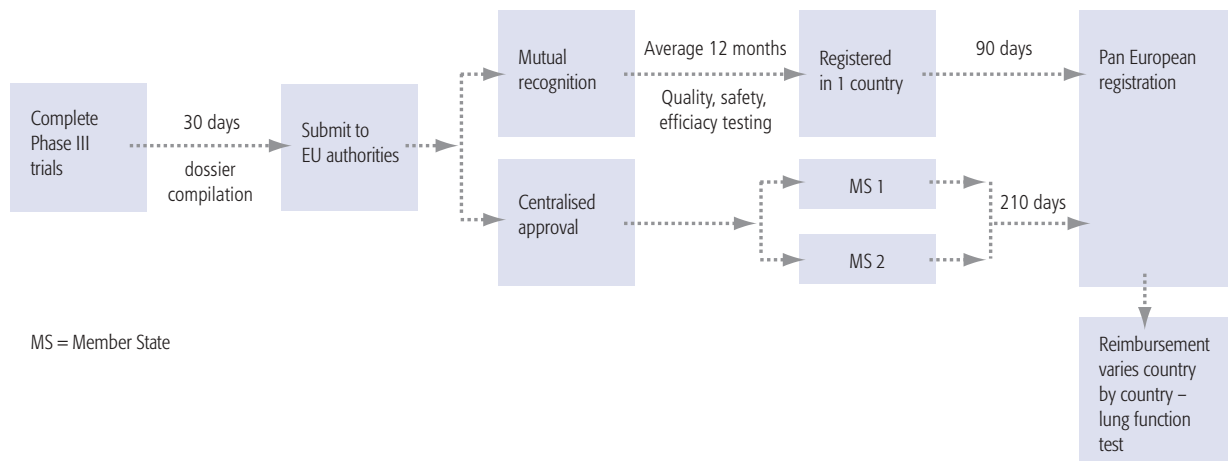 Complete
Phase III
trials
30 days
dossier
compilation
Submit to
EU authorities
Mutual
recognition
Average 12 months
Quality, safety,
efficiacy testing
Registered
in 1 country
90 days
Pan European
registration
Centralised
approval
MS 1
MS 2
210 days
MS = Member State
Reimbursement
varies country
by country –
lung function
test